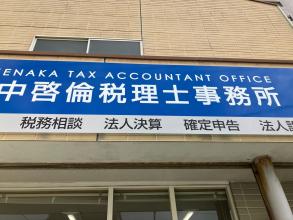 ENAKA TAX ACCOUNTANT OFFICE
中啓倫税理士事務所
税務相談 法人決算 確定申告 法人設